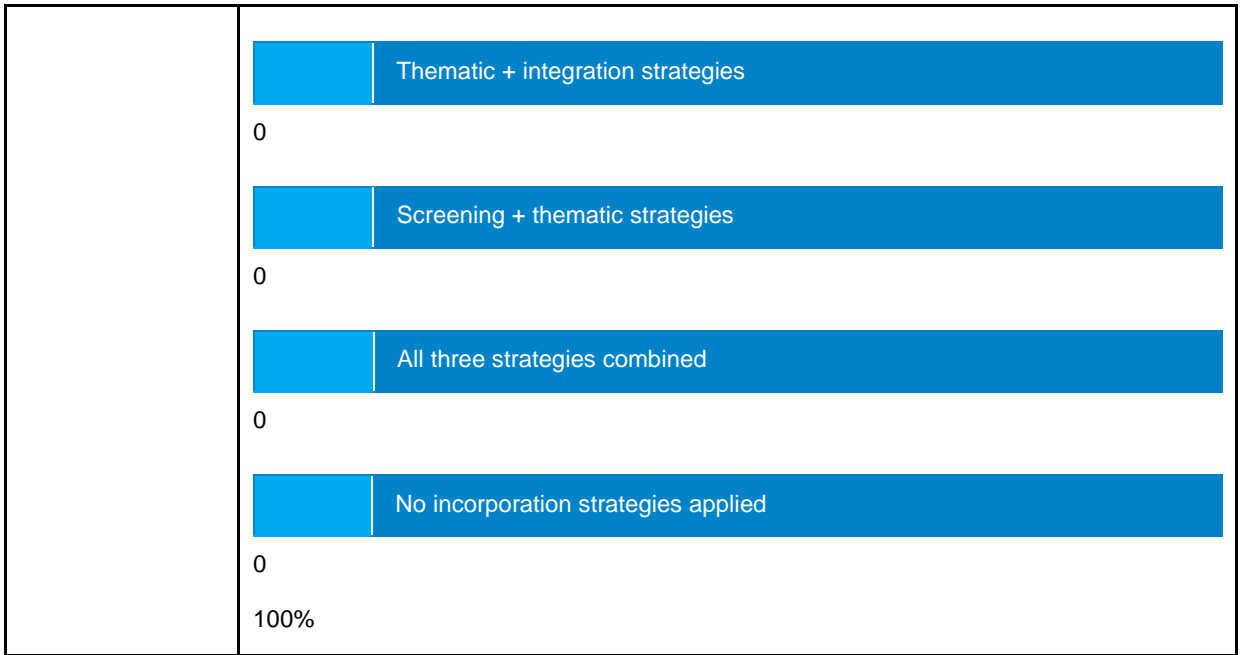 Thematic + integration strategies
0
Screening + thematic strategies
0
All three strategies combined
0
No incorporation strategies applied
0
100%